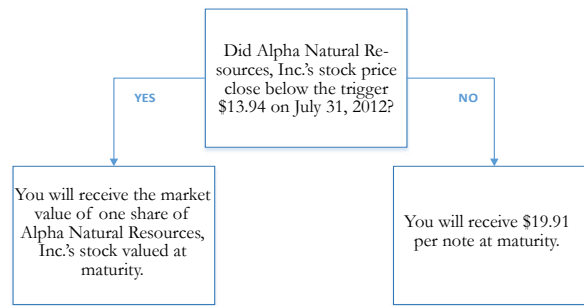 Did Alpha Natural Re-
sources, Inc.'s stock price
close below the trigger
$13.94 on July 31, 2012?
YES
NO
You will receive the market
value of one share of
Alpha Natural Resources,
Inc.'s stock valued at
maturity.
You will receive $19.91
per note at maturity.